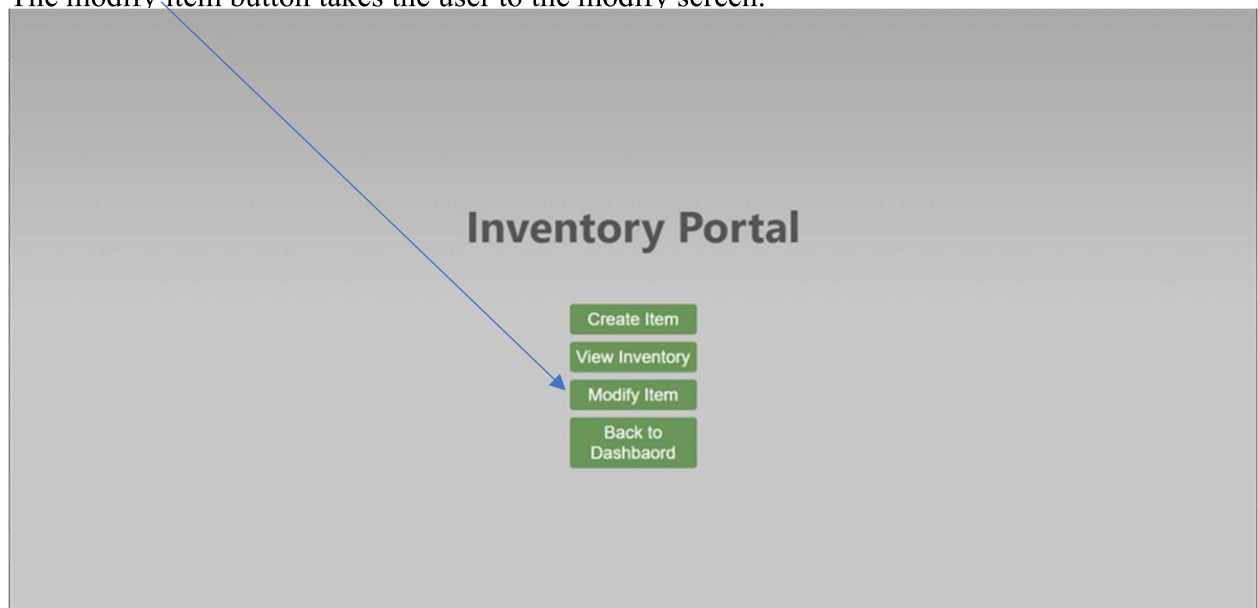 The modify item button takes the user to the modify screen.
Inventory Portal
Create Item
View Inventory
Modify Item
Back to
Dashbaord